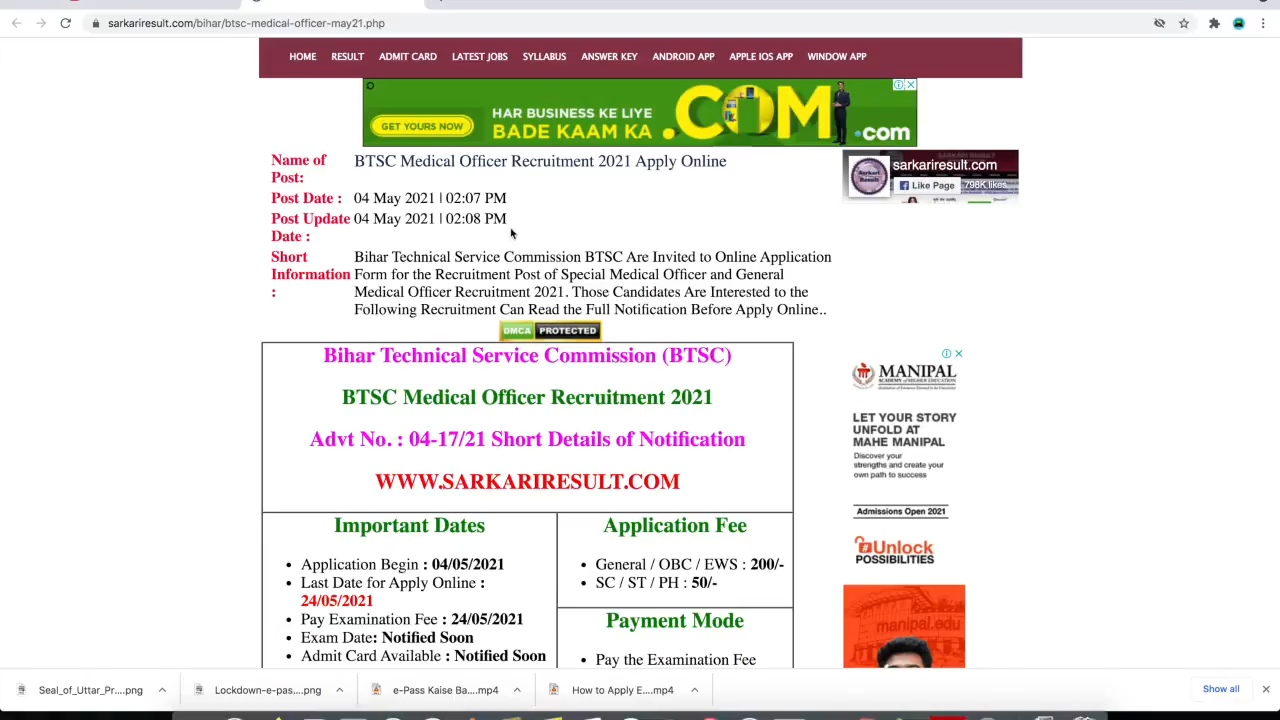 sarkariresult.com/bihar/btsc-medical-officer-may21.php
HOME RESULT ADMIT CARD LATEST JOBS SYLLABUS ANSWER KEY ANDROID APP APPLE IOS APP WINDOW APP
GET YOURS NOW
HAR BUSINESS KE LIYE
BADE KAAM KA
.COM
.com
Name of Post: BTSC Medical Officer Recruitment 2021 Apply Online
Post Date : 04 May 2021 | 02:07 PM
Post Update Date : 04 May 2021 | 02:08 PM
Short Information : Bihar Technical Service Commission BTSC Are Invited to Online Application
Form for the Recruitment Post of Special Medical Officer and General
Medical Officer Recruitment 2021. Those Candidates Are Interested to the
Following Recruitment Can Read the Full Notification Before Apply Online..
sarkariresult.com
Like Page 798K likes
DMCA PROTECTED
Bihar Technical Service Commission (BTSC)
BTSC Medical Officer Recruitment 2021
Advt No. : 04-17/21 Short Details of Notification
WWW.SARKARIRESULT.COM
Important Dates
• Application Begin : 04/05/2021
• Last Date for Apply Online :
24/05/2021
• Pay Examination Fee : 24/05/2021
• Exam Date: Notified Soon
• Admit Card Available : Notified Soon
Application Fee
• General / OBC / EWS : 200/-
• SC / ST / PH : 50/-
Payment Mode
• Pay the Examination Fee
MANIPAL
ACADEMY of HIGHER EDUCATION
LET YOUR STORY
UNFOLD AT
MAHE MANIPAL
Discover your
strengths and create your
own path to success
Admissions Open 2021
#Unlock
POSSIBILITIES
manipal.edu
Seal_of_Uttar_Pr....png
Lockdown-e-pas....png
e-Pass Kaise Ba....mp4
How to Apply E....mp4
Show all